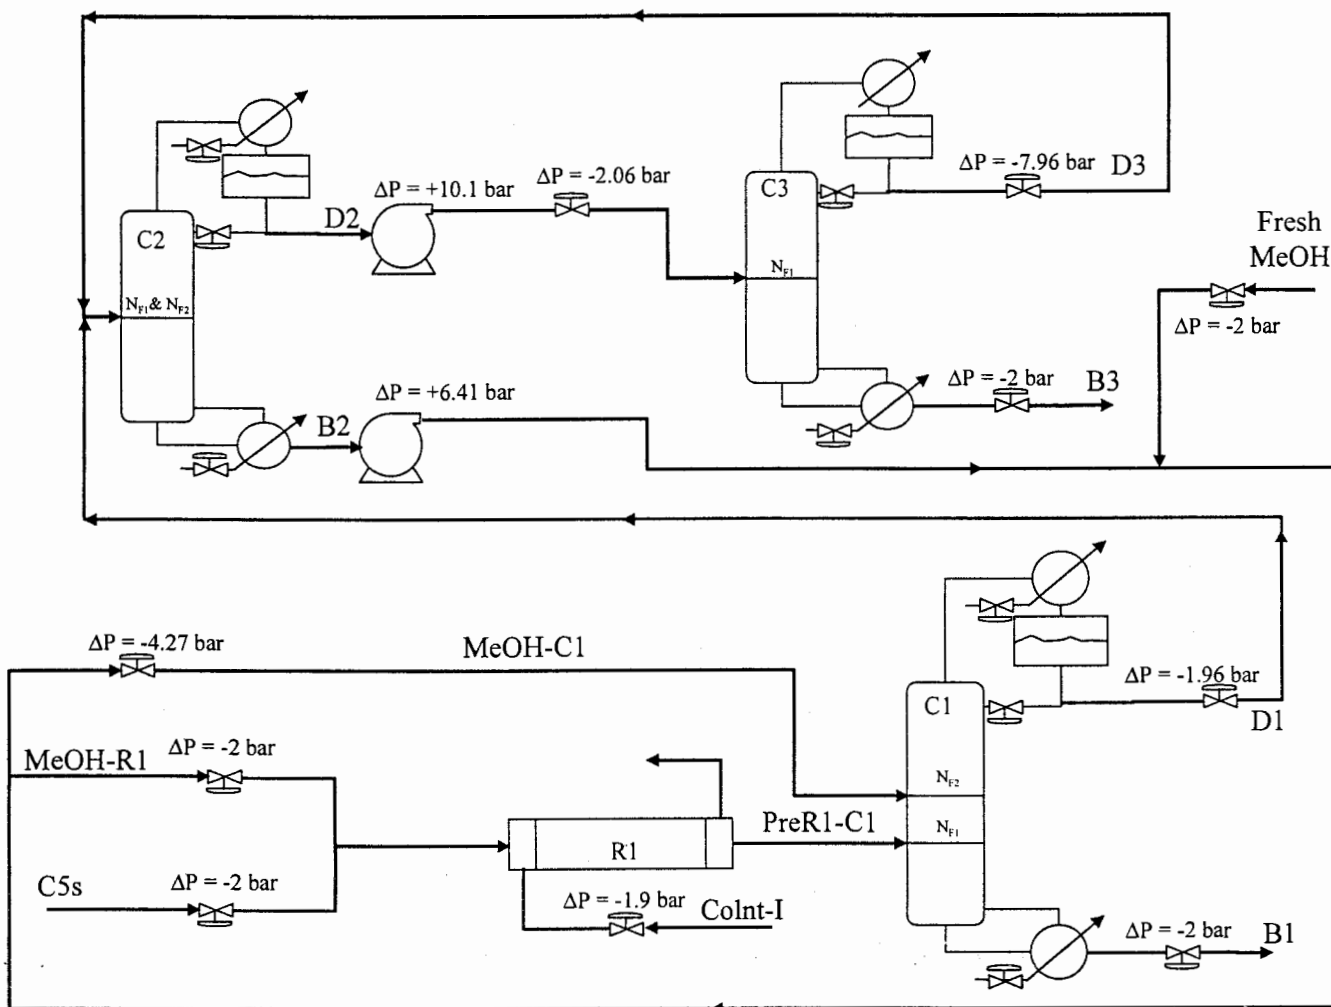 ΔP = -7.96 bar
D3
ΔP = +10.1 bar
ΔP = -2.06 bar
C3
Fresh
MeOH
D2
C2
N_F1
N_F1 & N_F2
ΔP = -2 bar
ΔP = +6.41 bar
ΔP = -2 bar
B3
B2
ΔP = -4.27 bar
MeOH-C1
ΔP = -1.96 bar
C1
D1
ΔP = -2 bar
MeOH-R1
N_F2
PreR1-C1
N_F1
R1
C5s
ΔP = -2 bar
ΔP = -1.9 bar
Colnt-I
ΔP = -2 bar
B1